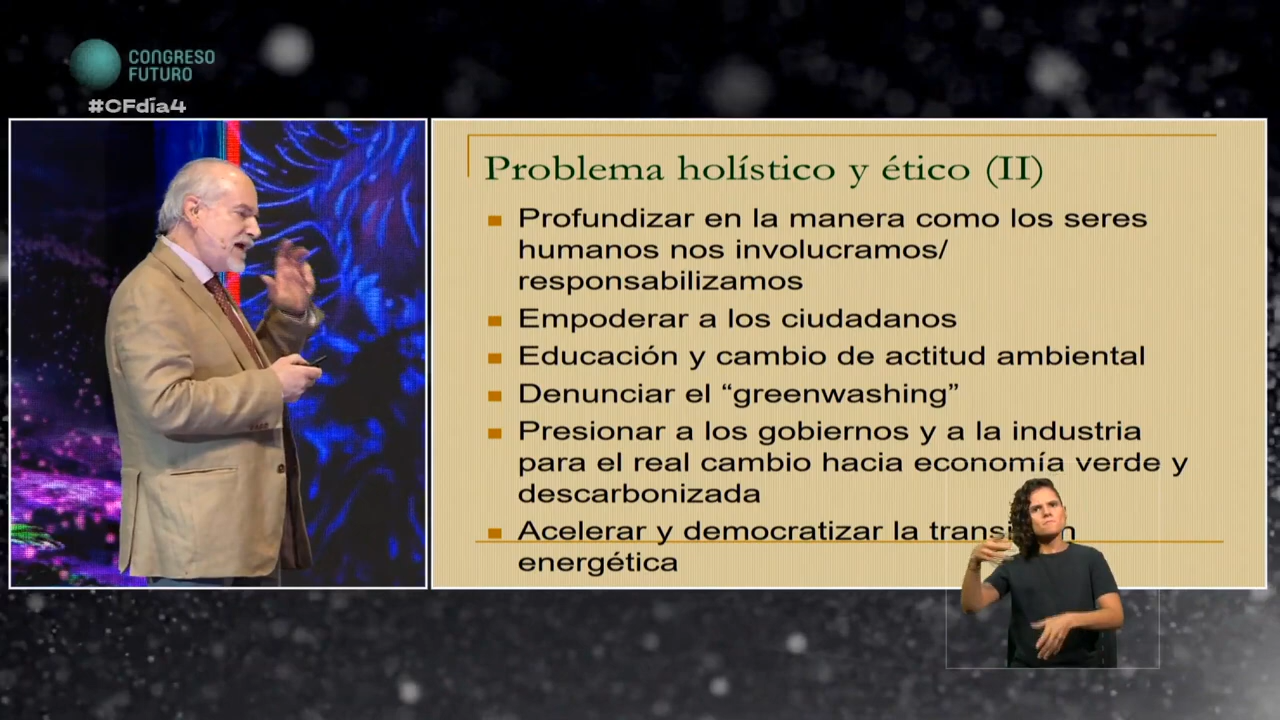 CONGRESO
FUTURO
#CFdía4
Problema holístico y ético (II)
Profundizar en la manera como los seres
humanos nos involucramos/
responsabilizamos
Empoderar a los ciudadanos
Educación y cambio de actitud ambiental
Denunciar el “greenwashing”
Presionar a los gobiernos y a la industria
para el real cambio hacia economía verde y
descarbonizada
Acelerar y democratizar la
energética